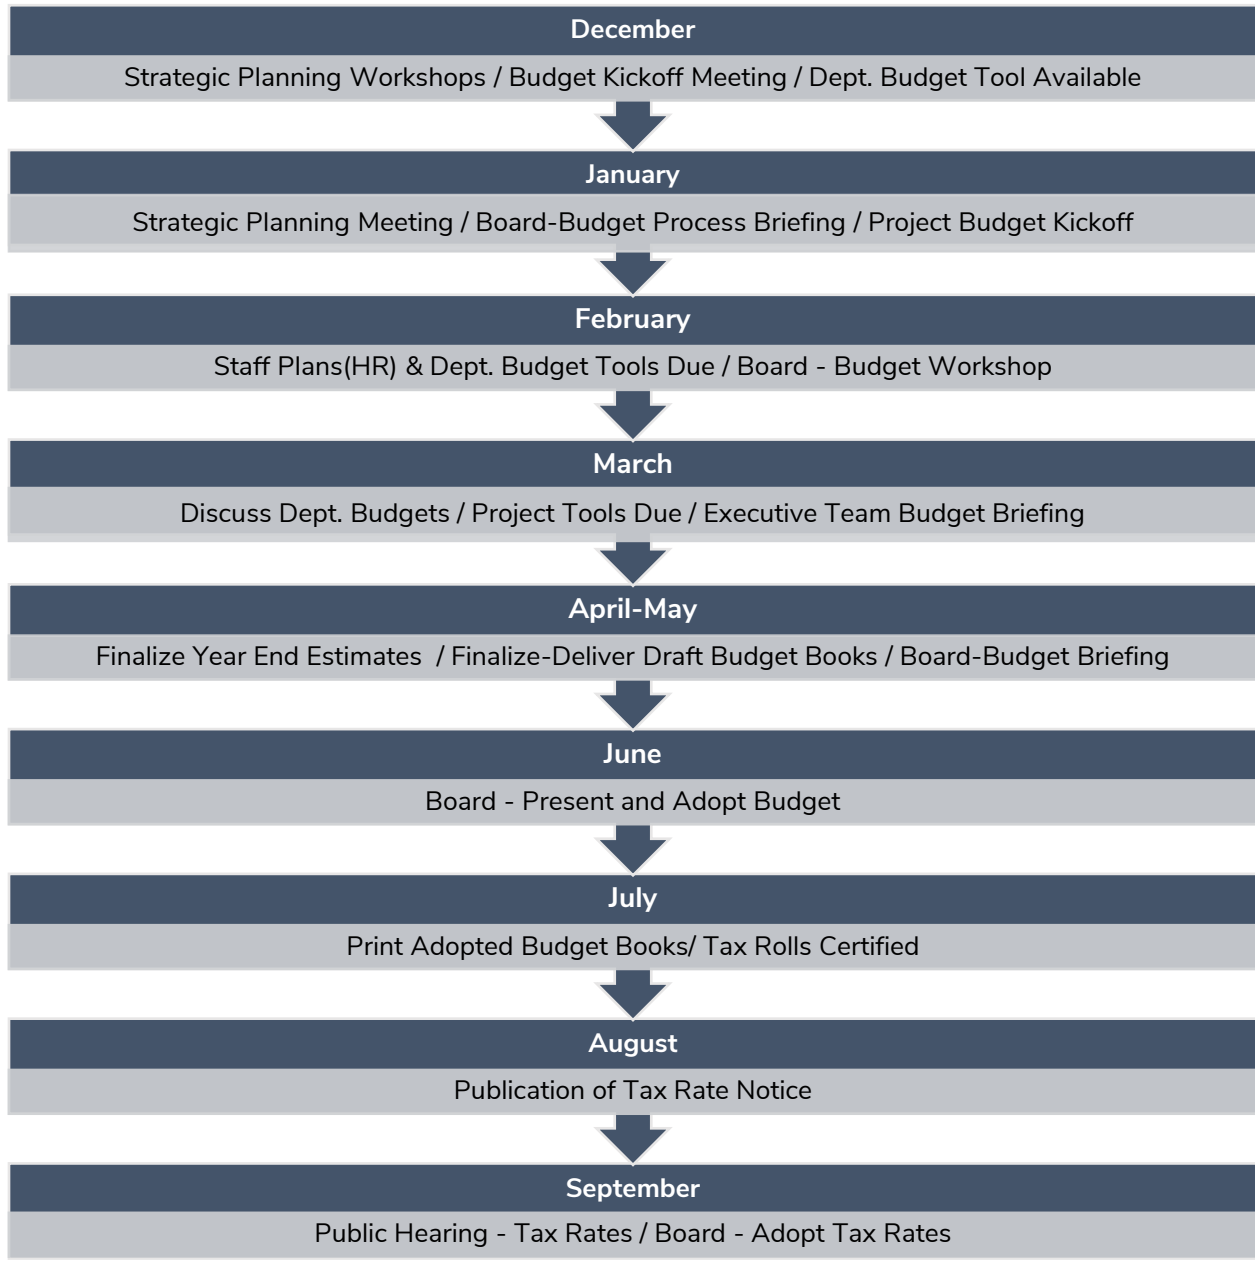 December
Strategic Planning Workshops / Budget Kickoff Meeting / Dept. Budget Tool Available
January
Strategic Planning Meeting / Board-Budget Process Briefing / Project Budget Kickoff
February
Staff Plans(HR) & Dept. Budget Tools Due / Board - Budget Workshop
March
Discuss Dept. Budgets / Project Tools Due / Executive Team Budget Briefing
April-May
Finalize Year End Estimates  / Finalize-Deliver Draft Budget Books / Board-Budget Briefing
June
Board - Present and Adopt Budget
July
Print Adopted Budget Books/ Tax Rolls Certified
August
Publication of Tax Rate Notice
September
Public Hearing - Tax Rates / Board - Adopt Tax Rates